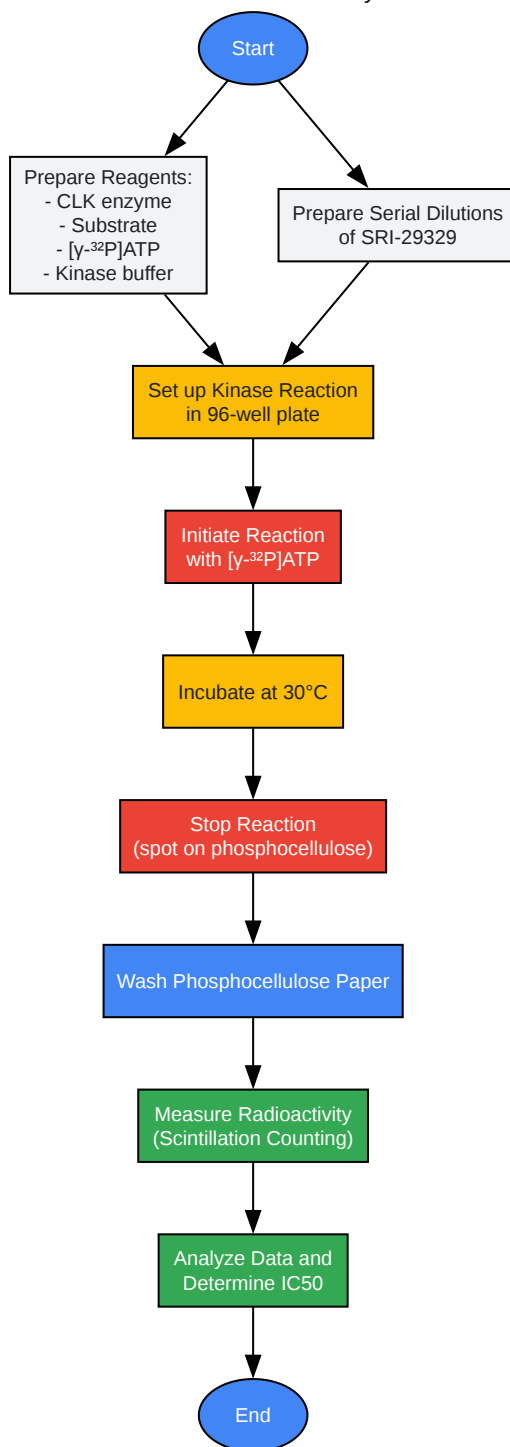 Start
Prepare Reagents:
- CLK enzyme
- Substrate
- [γ-³²P]ATP
- Kinase buffer
Prepare Serial Dilutions
of SRI-29329
Set up Kinase Reaction
in 96-well plate
Initiate Reaction
with [γ-³²P]ATP
Incubate at 30°C
Stop Reaction
(spot on phosphocellulose)
Wash Phosphocellulose Paper
Measure Radioactivity
(Scintillation Counting)
Analyze Data and
Determine IC50
End